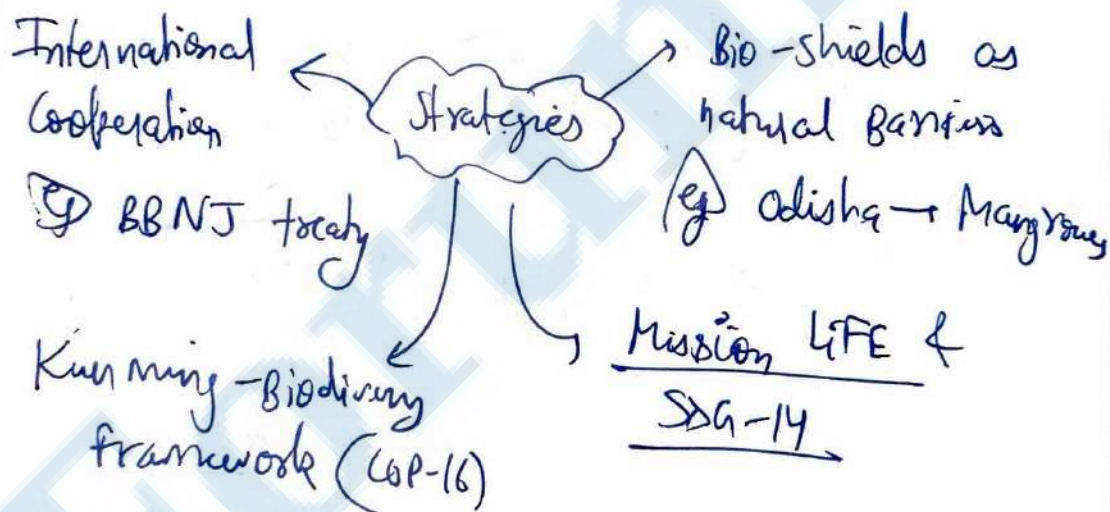 International
Cooperation
eg BBNJ treaty
Strategies
Bio-shields as
natural Barriers
eg Odisha → Mangroves
Kunming-Biodiversity
framework (COP-16)
Mission LiFE &
SDG-14
Forum